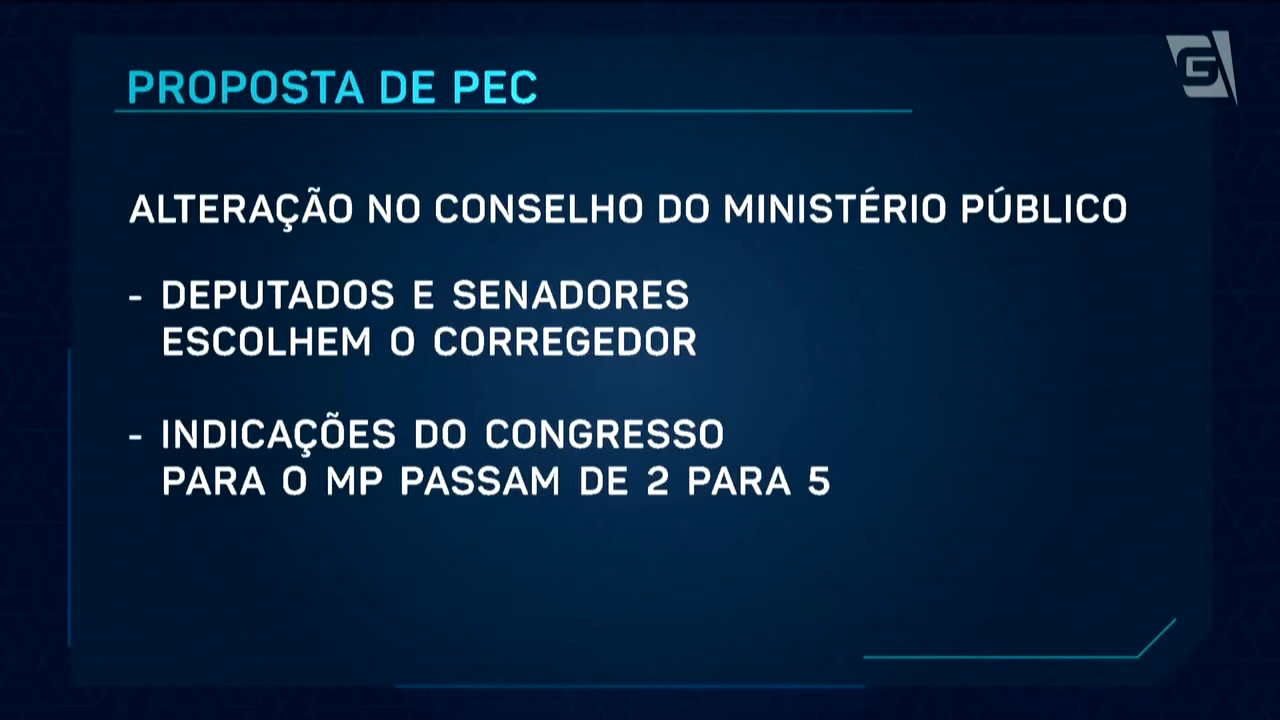 PROPOSTA DE PEC
ALTERAÇÃO NO CONSELHO DO MINISTÉRIO PÚBLICO
- DEPUTADOS E SENADORES
ESCOLHEM O CORREGEDOR
- INDICAÇÕES DO CONGRESSO
PARA O MP PASSAM DE 2 PARA 5